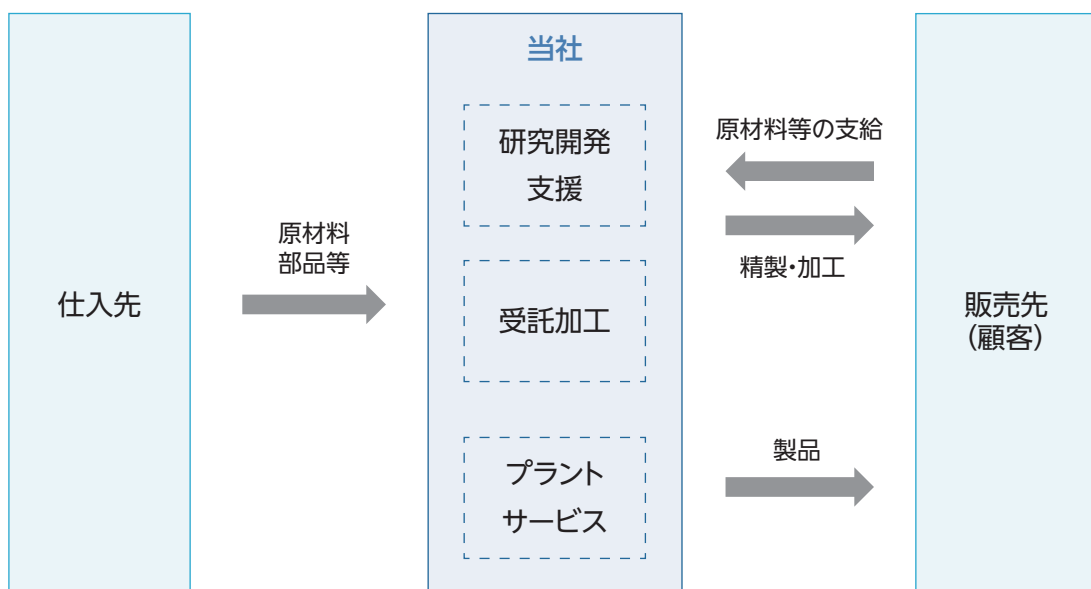 仕入先
原材料
部品等
当社
研究開発
支援
受託加工
プラント
サービス
原材料等の支給
精製・加工
製品
販売先
(顧客)